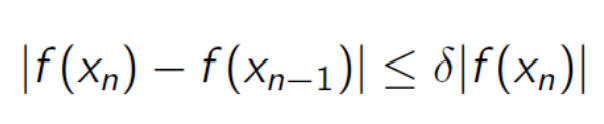 |f(xₙ) − f(xₙ₋₁)| ≤ δ|f(xₙ)|